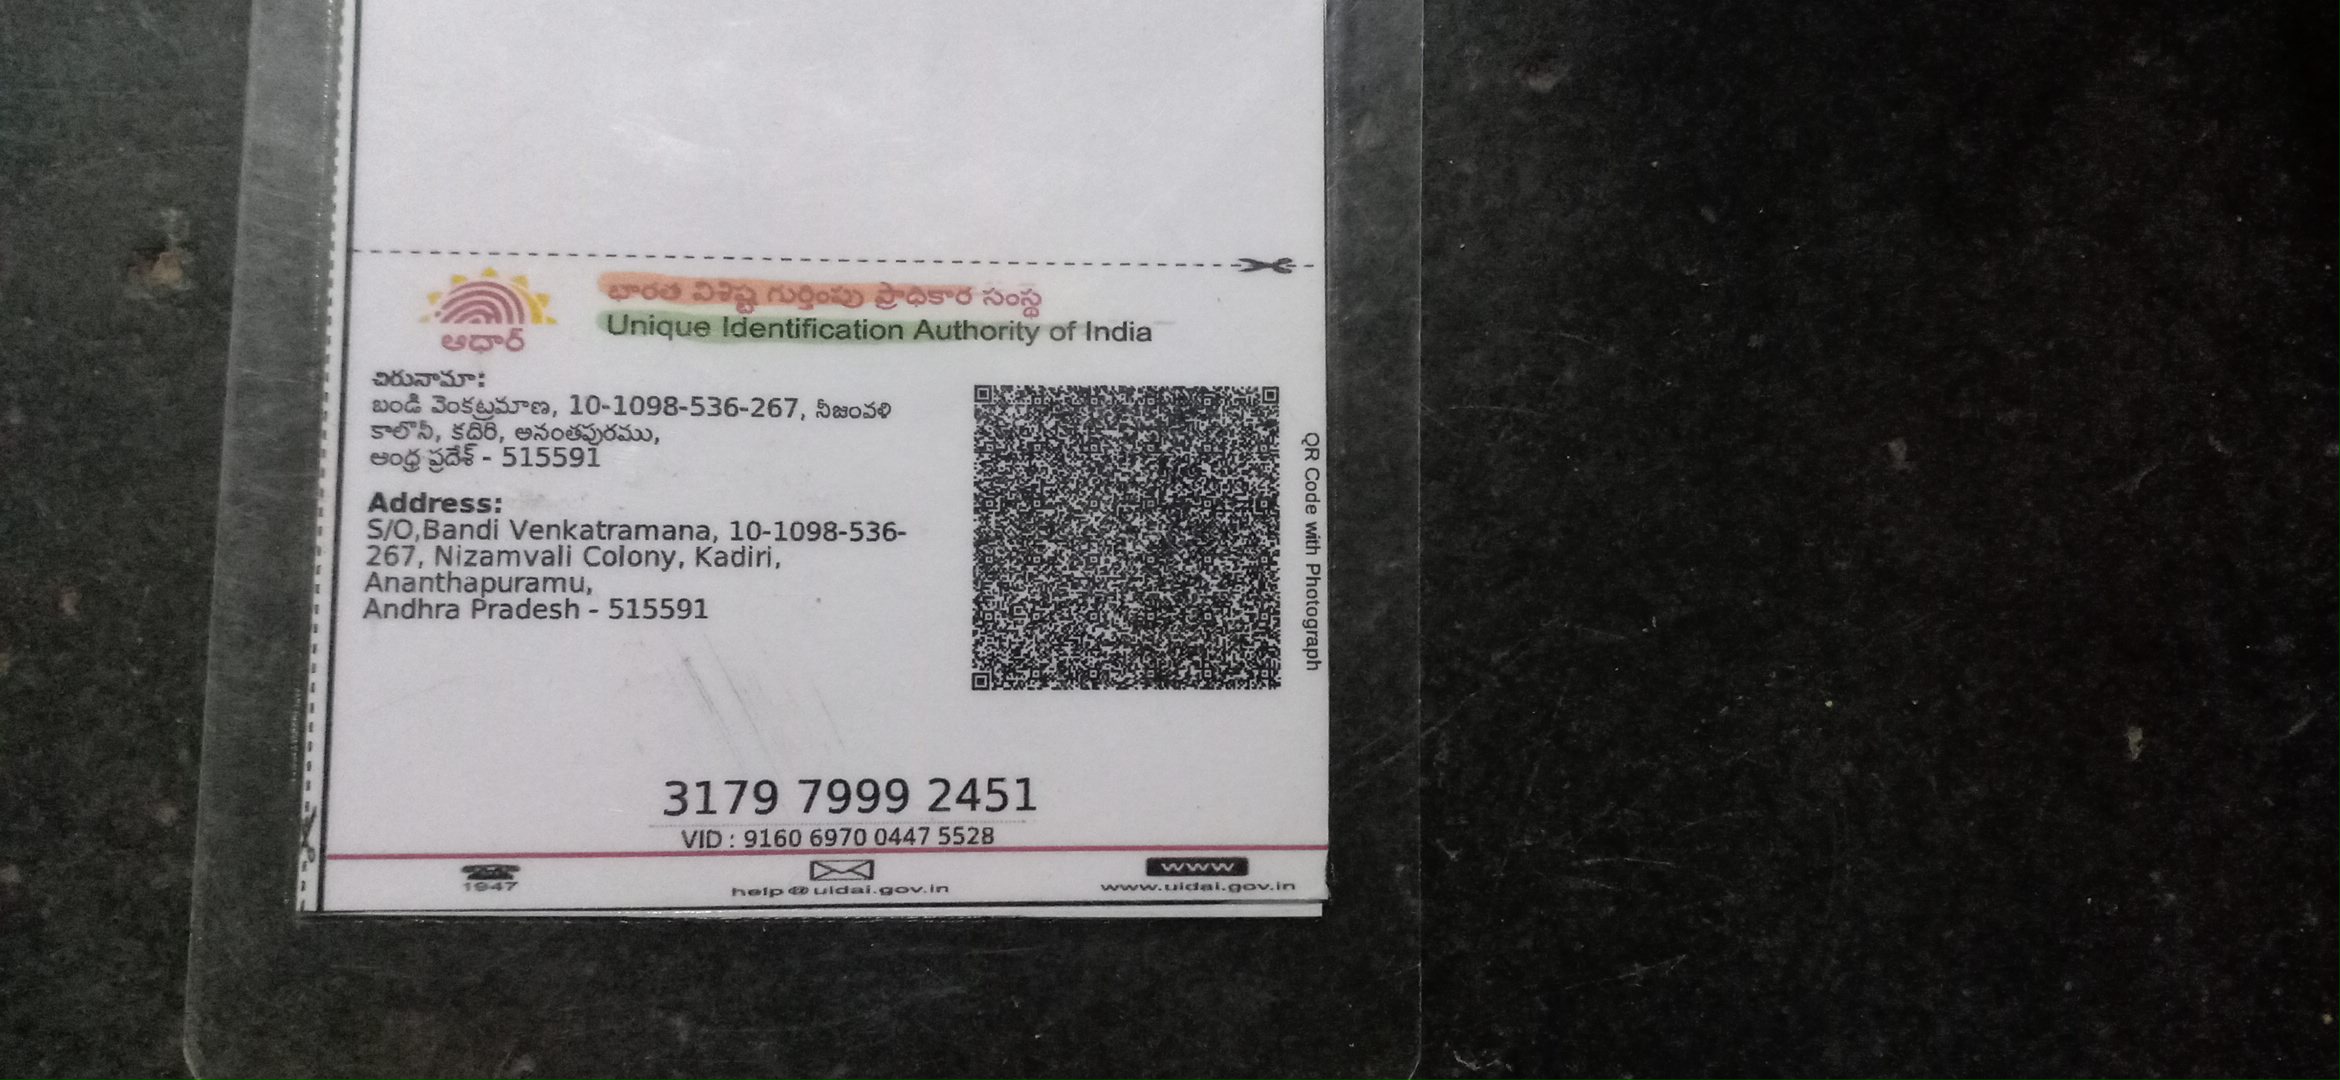 ఆధార్
భారత విశిష్ట గుర్తింపు ప్రాధికార సంస్థ
Unique Identification Authority of India
చిరునామా:
బండి వెంకట్రమాణ, 10-1098-536-267, నీజంవళి
కాలొనీ, కదిరి, అనంతపురము,
ఆంధ్ర ప్రదేశ్ - 515591
Address:
S/O,Bandi Venkatramana, 10-1098-536-
267, Nizamvali Colony, Kadiri,
Ananthapuramu,
Andhra Pradesh - 515591
QR Code with Photograph
3179 7999 2451
VID : 9160 6970 0447 5528
1947
help@uidai.gov.in
www
www.uidai.gov.in